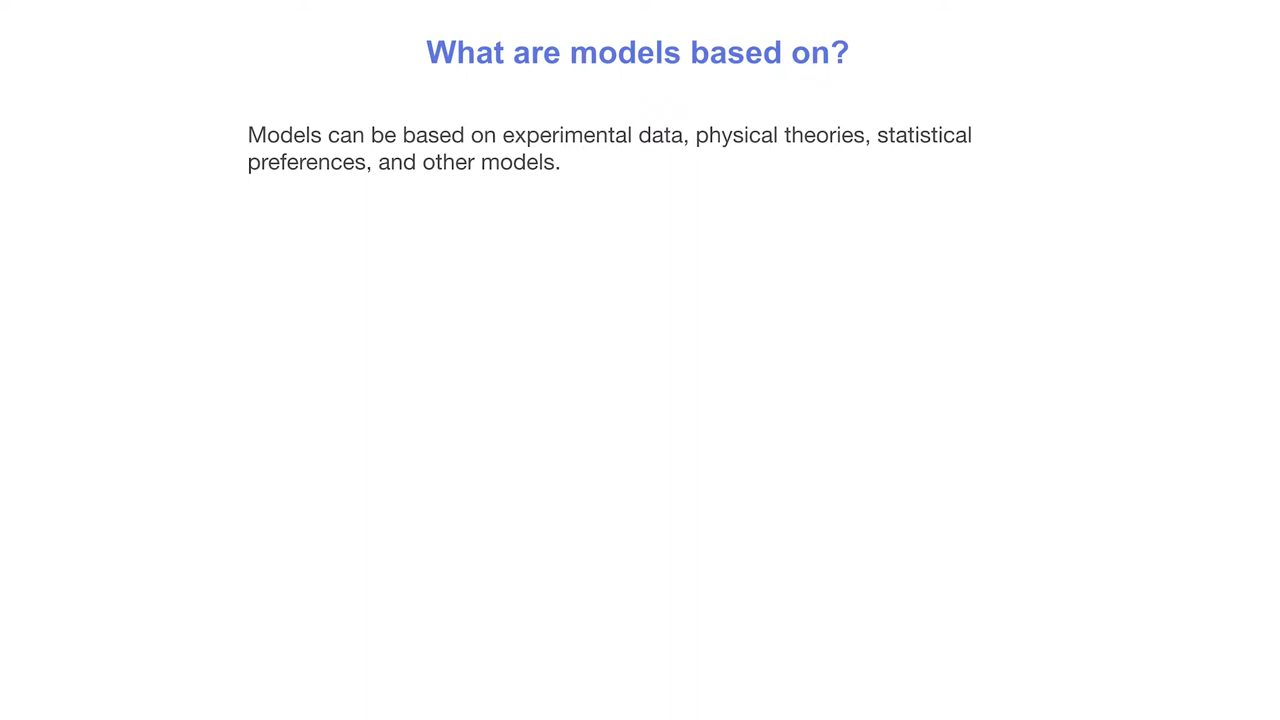 What are models based on?
Models can be based on experimental data, physical theories, statistical
preferences, and other models.